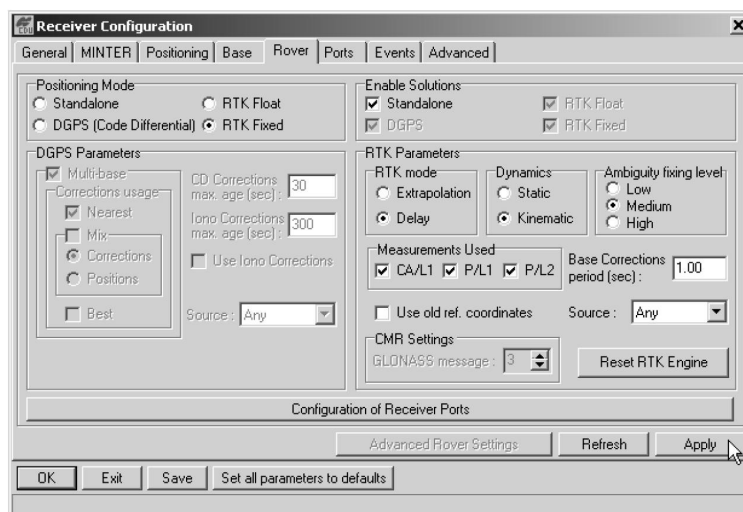 CDU Receiver Configuration
General MINTER Positioning Base Rover Ports Events Advanced
Positioning Mode
Standalone RTK Float
DGPS (Code Differential) RTK Fixed
Enable Solutions
Standalone RTK Float
DGPS RTK Fixed
DGPS Parameters
Multi-base
Corrections usage
Nearest
Mix
Corrections
Positions
Best
CD Corrections
max. age (sec) : 30
Iono Corrections
max. age (sec) : 300
Use Iono Corrections
Source : Any
RTK Parameters
RTK mode
Extrapolation
Delay
Dynamics
Static
Kinematic
Ambiguity fixing level
Low
Medium
High
Measurements Used
CA/L1 P/L1 P/L2
Base Corrections
period (sec) : 1.00
Use old ref. coordinates
Source : Any
CMR Settings
GLONASS message : 3
Reset RTK Engine
Configuration of Receiver Ports
Advanced Rover Settings Refresh Apply
OK Exit Save Set all parameters to defaults